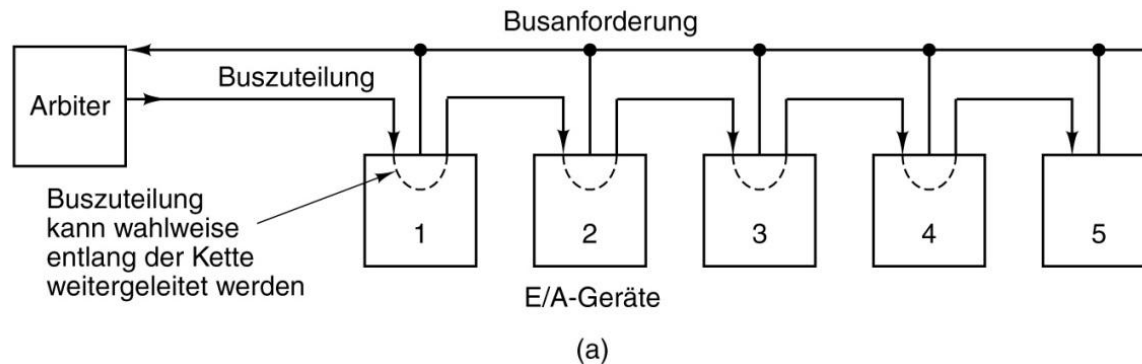 Busanforderung
Buszuteilung
Arbiter
Buszuteilung
kann wahlweise
entlang der Kette
weitergeleitet werden
1 2 3 4 5
E/A-Geräte
(a)